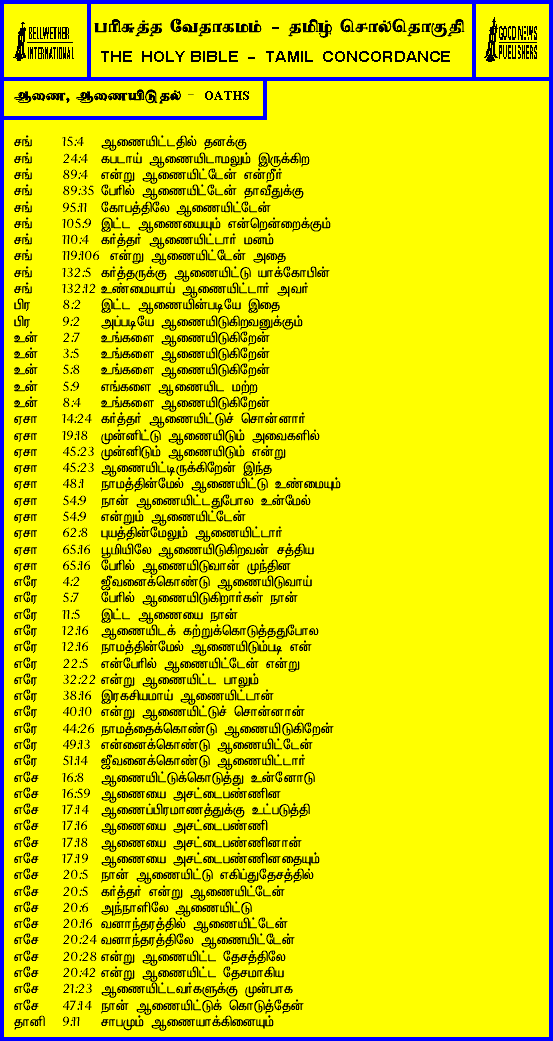 BELLWETHER
INTERNATIONAL
பரிசுத்த வேதாகமம் - தமிழ் சொல்தொகுதி
THE HOLY BIBLE - TAMIL CONCORDANCE
GOOD NEWS
PUBLISHERS
ஆணை, ஆணையிடுதல் - OATHS
சங் 15:4 ஆணையிட்டதில் தனக்கு
சங் 24:4 கபடாய் ஆணையிடாமலும் இருக்கிற
சங் 89:4 என்று ஆணையிட்டேன் என்றீர்
சங் 89:35 பேரில் ஆணையிட்டேன் தாவீதுக்கு
சங் 95:11 கோபத்திலே ஆணையிட்டேன்
சங் 105:9 இட்ட ஆணையையும் என்றென்றைக்கும்
சங் 110:4 கர்த்தர் ஆணையிட்டார் மனம்
சங் 119:106 என்று ஆணையிட்டேன் அதை
சங் 132:5 கர்த்தருக்கு ஆணையிட்டு யாக்கோபின்
சங் 132:12 உண்மையாய் ஆணையிட்டார் அவர்
பிர 8:2 இட்ட ஆணையின்படியே இதை
பிர 9:2 அப்படியே ஆணையிடுகிறவனுக்கும்
உன் 2:7 உங்களை ஆணையிடுகிறேன்
உன் 3:5 உங்களை ஆணையிடுகிறேன்
உன் 5:8 உங்களை ஆணையிடுகிறேன்
உன் 5:9 எங்களை ஆணையிட மற்ற
உன் 8:4 உங்களை ஆணையிடுகிறேன்
ஏசா 14:24 கர்த்தர் ஆணையிட்டுச் சொன்னார்
ஏசா 19:18 முன்னிட்டு ஆணையிடும் அவைகளில்
ஏசா 45:23 முன்னிடும் ஆணையிடும் என்று
ஏசா 45:23 ஆணையிட்டிருக்கிறேன் இந்த
ஏசா 48:1 நாமத்தின்மேல் ஆணையிட்டு உண்மையும்
ஏசா 54:9 நான் ஆணையிட்டதுபோல உன்மேல்
ஏசா 54:9 என்றும் ஆணையிட்டேன்
ஏசா 62:8 புயத்தின்மேலும் ஆணையிட்டார்
ஏசா 65:16 பூமியிலே ஆணையிடுகிறவன் சத்திய
ஏசா 65:16 பேரில் ஆணையிடுவான் முந்தின
எரே 4:2 ஜீவனைக்கொண்டு ஆணையிடுவாய்
எரே 5:7 பேரில் ஆணையிடுகிறார்கள் நான்
எரே 11:5 இட்ட ஆணையை நான்
எரே 12:16 ஆணையிடக் கற்றுக்கொடுத்ததுபோல
எரே 12:16 நாமத்தின்மேல் ஆணையிடும்படி என்
எரே 22:5 என்பேரில் ஆணையிட்டேன் என்று
எரே 32:22 என்று ஆணையிட்ட பாலும்
எரே 38:16 இரகசியமாய் ஆணையிட்டான்
எரே 40:10 என்று ஆணையிட்டுச் சொன்னான்
எரே 44:26 நாமத்தைக்கொண்டு ஆணையிடுகிறேன்
எரே 49:13 என்னைக்கொண்டு ஆணையிட்டேன்
எரே 51:14 ஜீவனைக்கொண்டு ஆணையிட்டார்
எசே 16:8 ஆணையிட்டுக்கொடுத்து உன்னோடு
எசே 16:59 ஆணையை அசட்டைபண்ணின
எசே 17:14 ஆணைப்பிரமாணத்துக்கு உட்படுத்தி
எசே 17:16 ஆணையை அசட்டைபண்ணி
எசே 17:18 ஆணையை அசட்டைபண்ணினான்
எசே 17:19 ஆணையை அசட்டைபண்ணினதையும்
எசே 20:5 நான் ஆணையிட்டு எகிப்துதேசத்தில்
எசே 20:5 கர்த்தர் என்று ஆணையிட்டேன்
எசே 20:6 அந்நாளிலே ஆணையிட்டு
எசே 20:16 வனாந்தரத்தில் ஆணையிட்டேன்
எசே 20:24 வனாந்தரத்திலே ஆணையிட்டேன்
எசே 20:28 என்று ஆணையிட்ட தேசத்திலே
எசே 20:42 என்று ஆணையிட்ட தேசமாகிய
எசே 21:23 ஆணையிட்டவர்களுக்கு முன்பாக
எசே 47:14 நான் ஆணையிட்டுக் கொடுத்தேன்
தானி 9:11 சாபமும் ஆணையாக்கினையும்